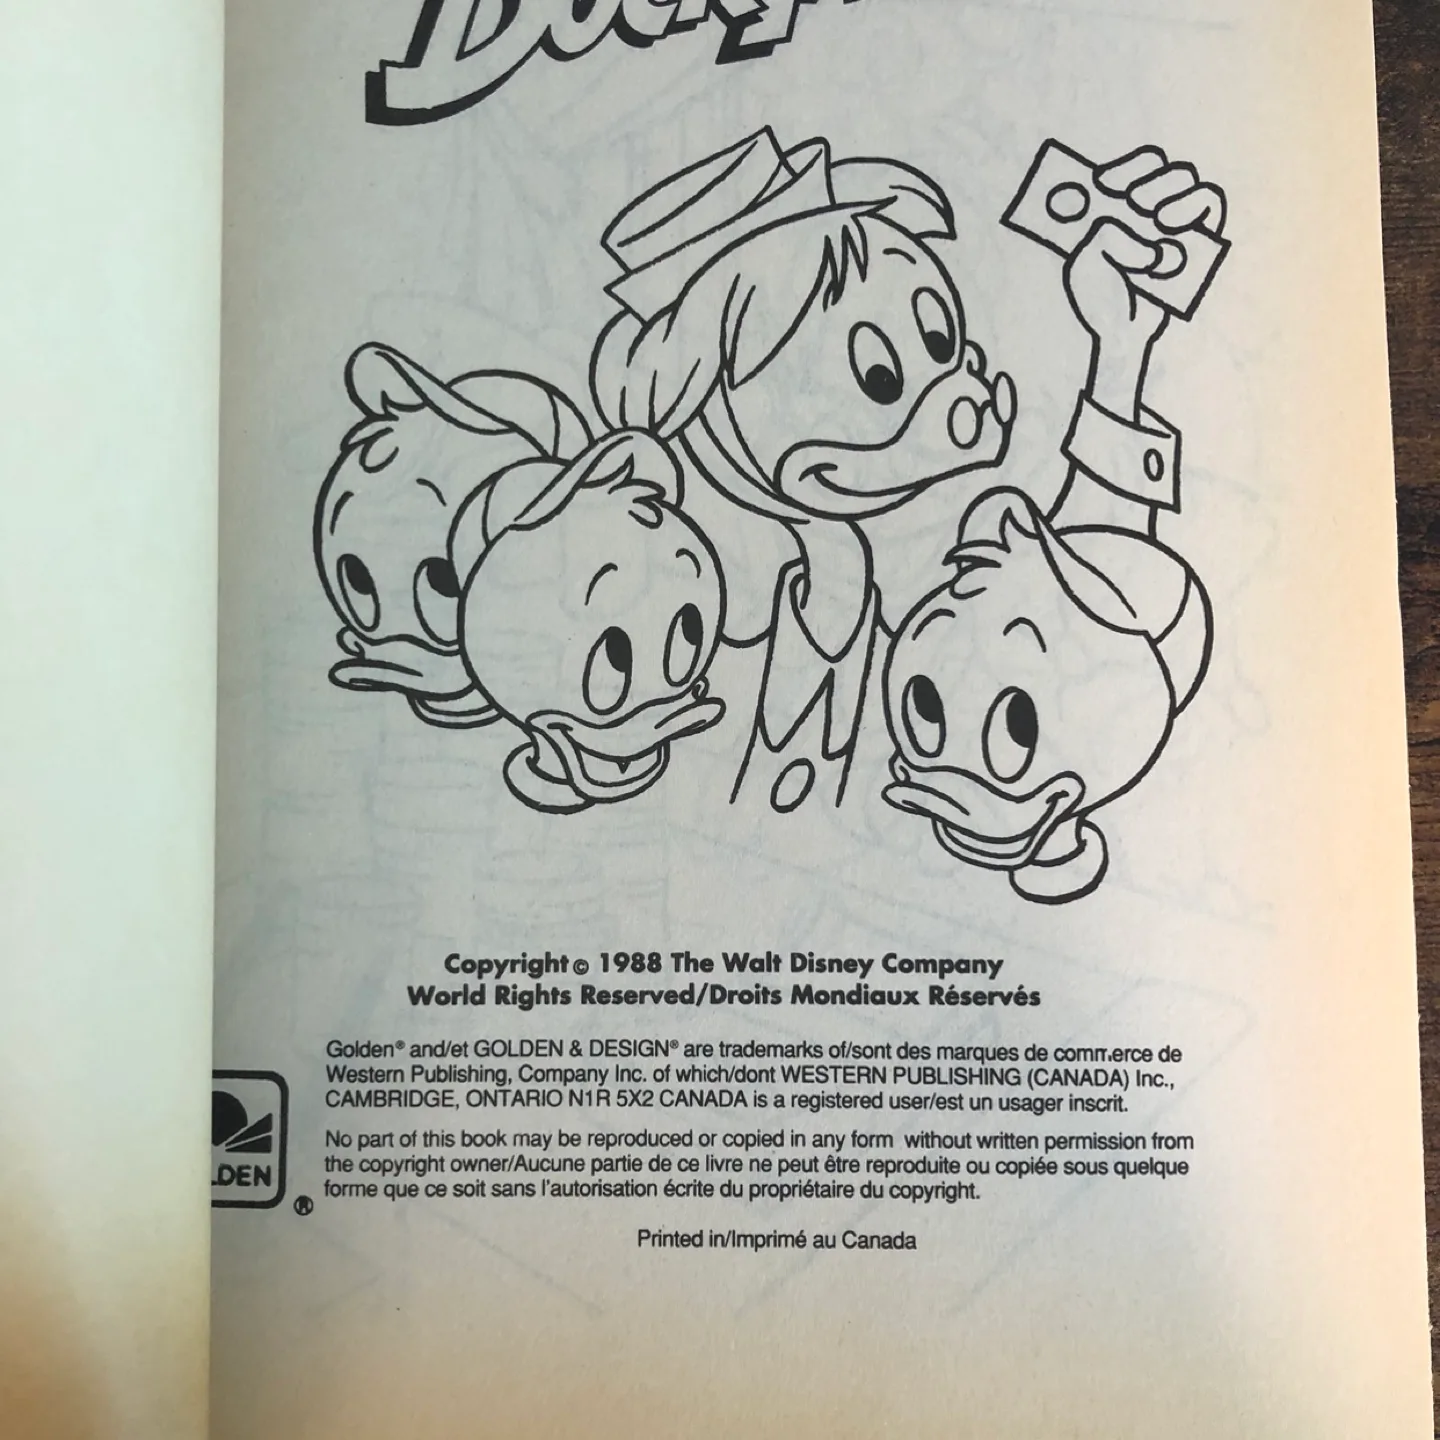 Copyright © 1988 The Walt Disney Company
World Rights Reserved/Droits Mondiaux Réservés
Golden® and/et GOLDEN & DESIGN® are trademarks of/sont des marques de commerce de
Western Publishing, Company Inc. of which/dont WESTERN PUBLISHING (CANADA) Inc.,
CAMBRIDGE, ONTARIO N1R 5X2 CANADA is a registered user/est un usager inscrit.
No part of this book may be reproduced or copied in any form without written permission from
the copyright owner/Aucune partie de ce livre ne peut être reproduite ou copiée sous quelque
forme que ce soit sans l'autorisation écrite du propriétaire du copyright.
LDEN
®
Printed in/Imprimé au Canada